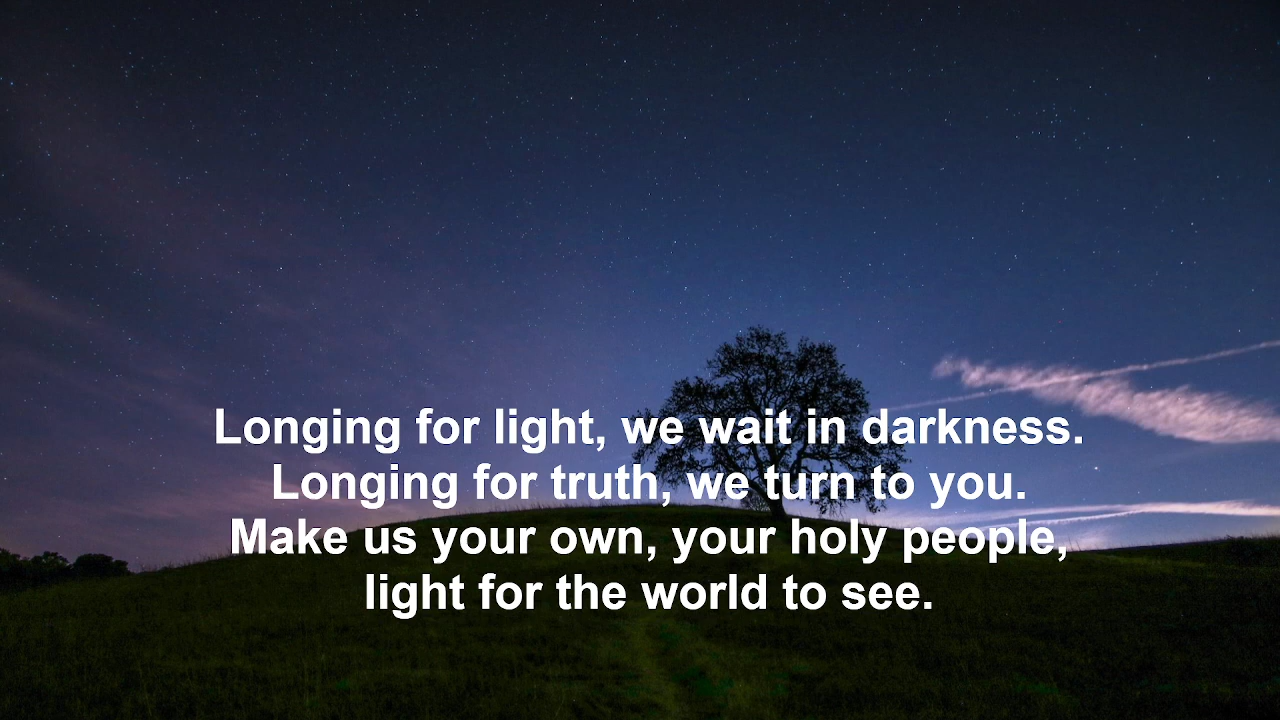 Longing for light, we wait in darkness.
Longing for truth, we turn to you.
Make us your own, your holy people,
light for the world to see.